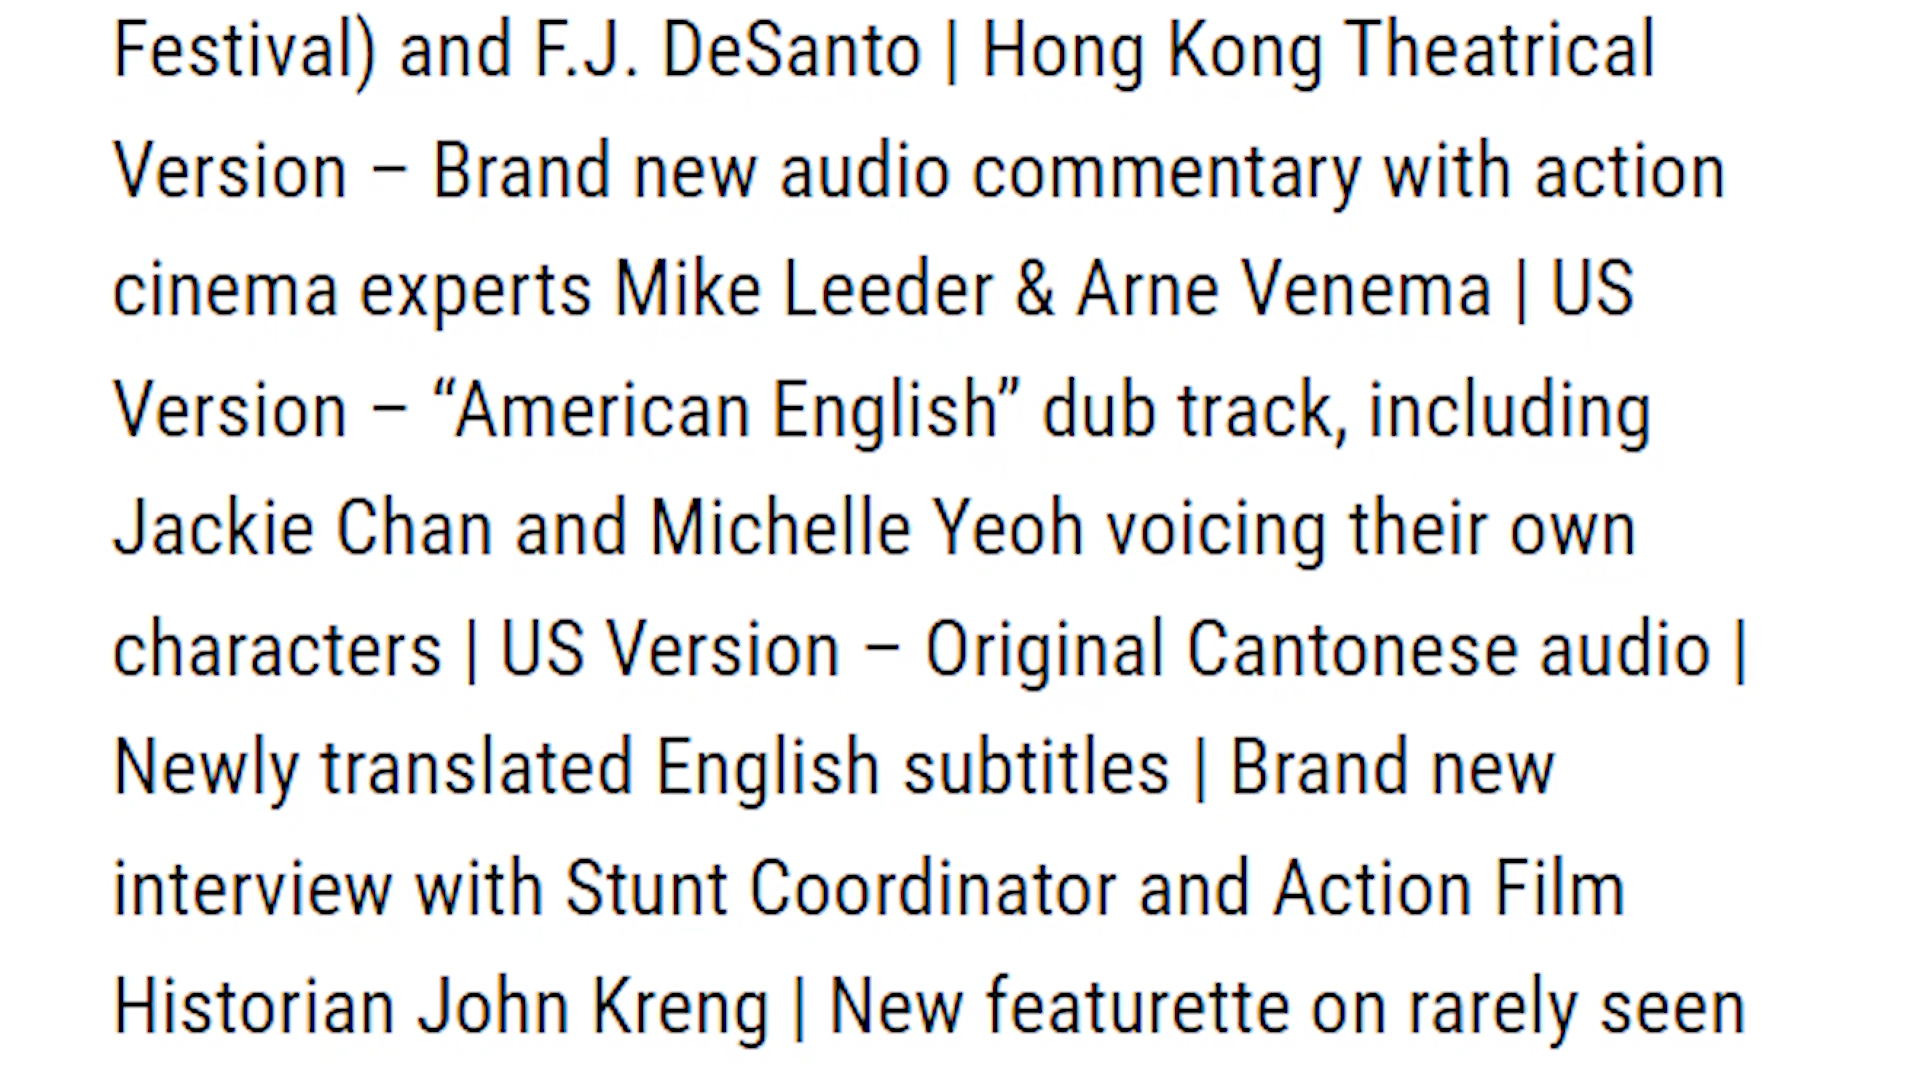 Festival) and F.J. DeSanto | Hong Kong Theatrical
Version – Brand new audio commentary with action
cinema experts Mike Leeder & Arne Venema | US
Version – “American English” dub track, including
Jackie Chan and Michelle Yeoh voicing their own
characters | US Version – Original Cantonese audio |
Newly translated English subtitles | Brand new
interview with Stunt Coordinator and Action Film
Historian John Kreng | New featurette on rarely seen